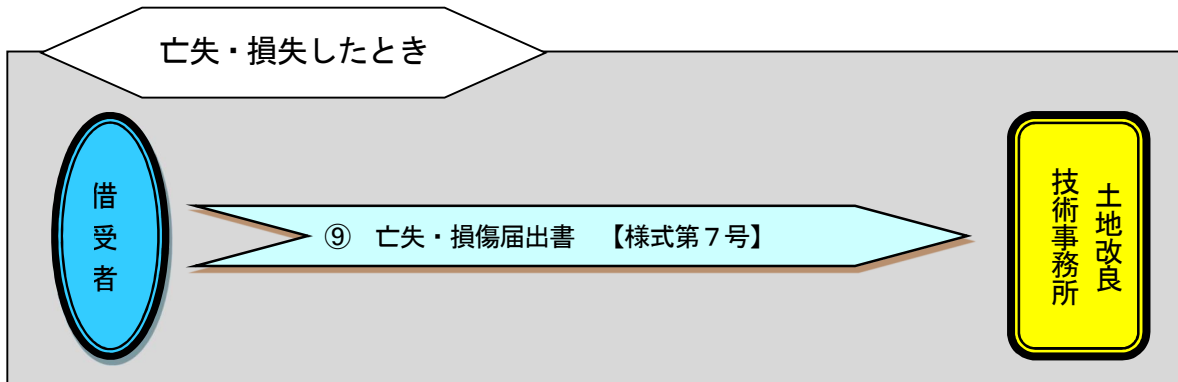 亡失・損失したとき
借受者
⑨　亡失・損傷届出書　【様式第７号】
土地改良
技術事務所